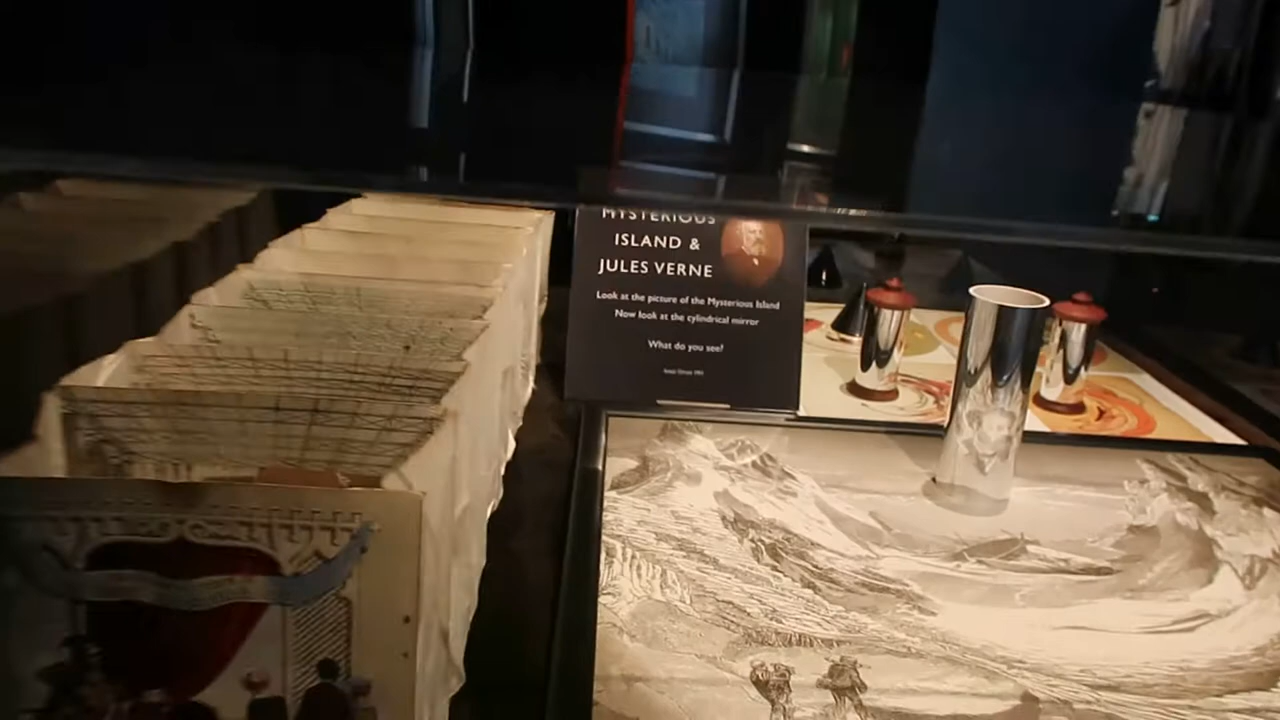 MYSTERIOUS
ISLAND &
JULES VERNE
Look at the picture of the Mysterious Island
Now look at the cylindrical mirror
What do you see?